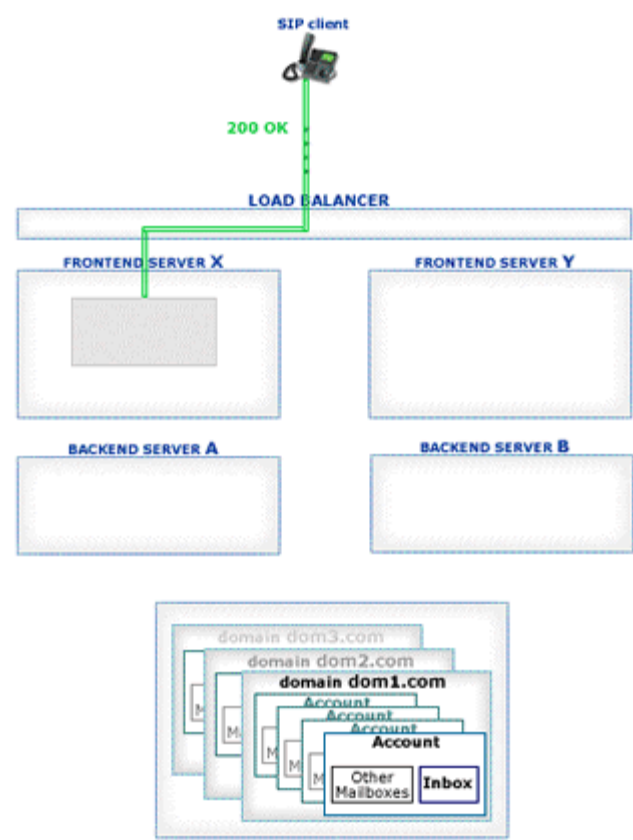 SIP client
200 OK
LOAD BALANCER
FRONTEND SERVER X
FRONTEND SERVER Y
BACKEND SERVER A
BACKEND SERVER B
domain dom3.com
domain dom2.com
domain dom1.com
Account
Account
Account
Account
M
M
M
M
M
Other
Mailboxes
Inbox